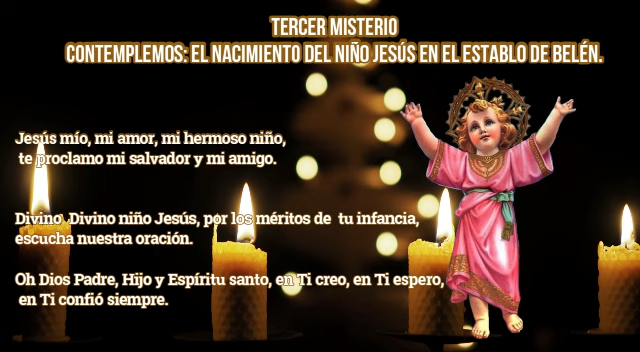 TERCER MISTERIO
CONTEMPLEMOS: EL NACIMIENTO DEL NIÑO JESÚS EN EL ESTABLO DE BELÉN.
Jesús mío, mi amor, mi hermoso niño,
te proclamo mi salvador y mi amigo.
Divino Divino niño Jesús, por los méritos de tu infancia,
escucha nuestra oración.
Oh Dios Padre, Hijo y Espíritu santo, en Ti creo, en Ti espero,
en Ti confió siempre.